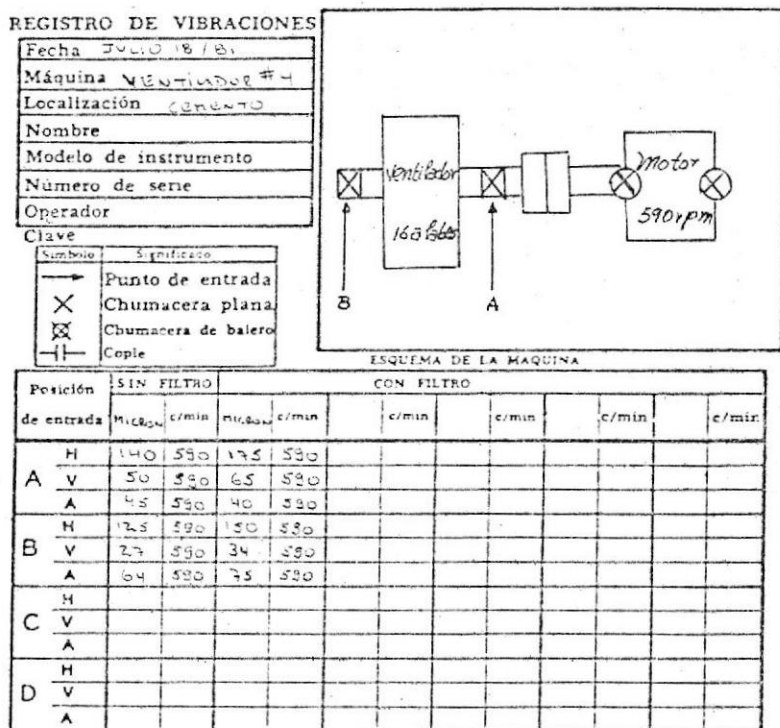 REGISTRO DE VIBRACIONES
Fecha JULIO 18/81
Máquina VENTILADOR #4
Localización CEMENTO
Nombre
Modelo de instrumento
Número de serie
Operador
Clave
Símbolo Significado
Punto de entrada
Chumacera plana
Chumacera de balero
Cople
ventilador
16 alabes
motor
590 rpm
B A
ESQUEMA DE LA MAQUINA
Posición de entrada SIN FILTRO CON FILTRO
MICRON c/min MICRON c/min c/min c/min c/min c/min
A H 140 590 175 590
V 50 590 65 590
A 45 590 40 590
B H 125 590 150 590
V 27 590 34 590
A 64 590 75 590
C H
V
A
D H
V
A